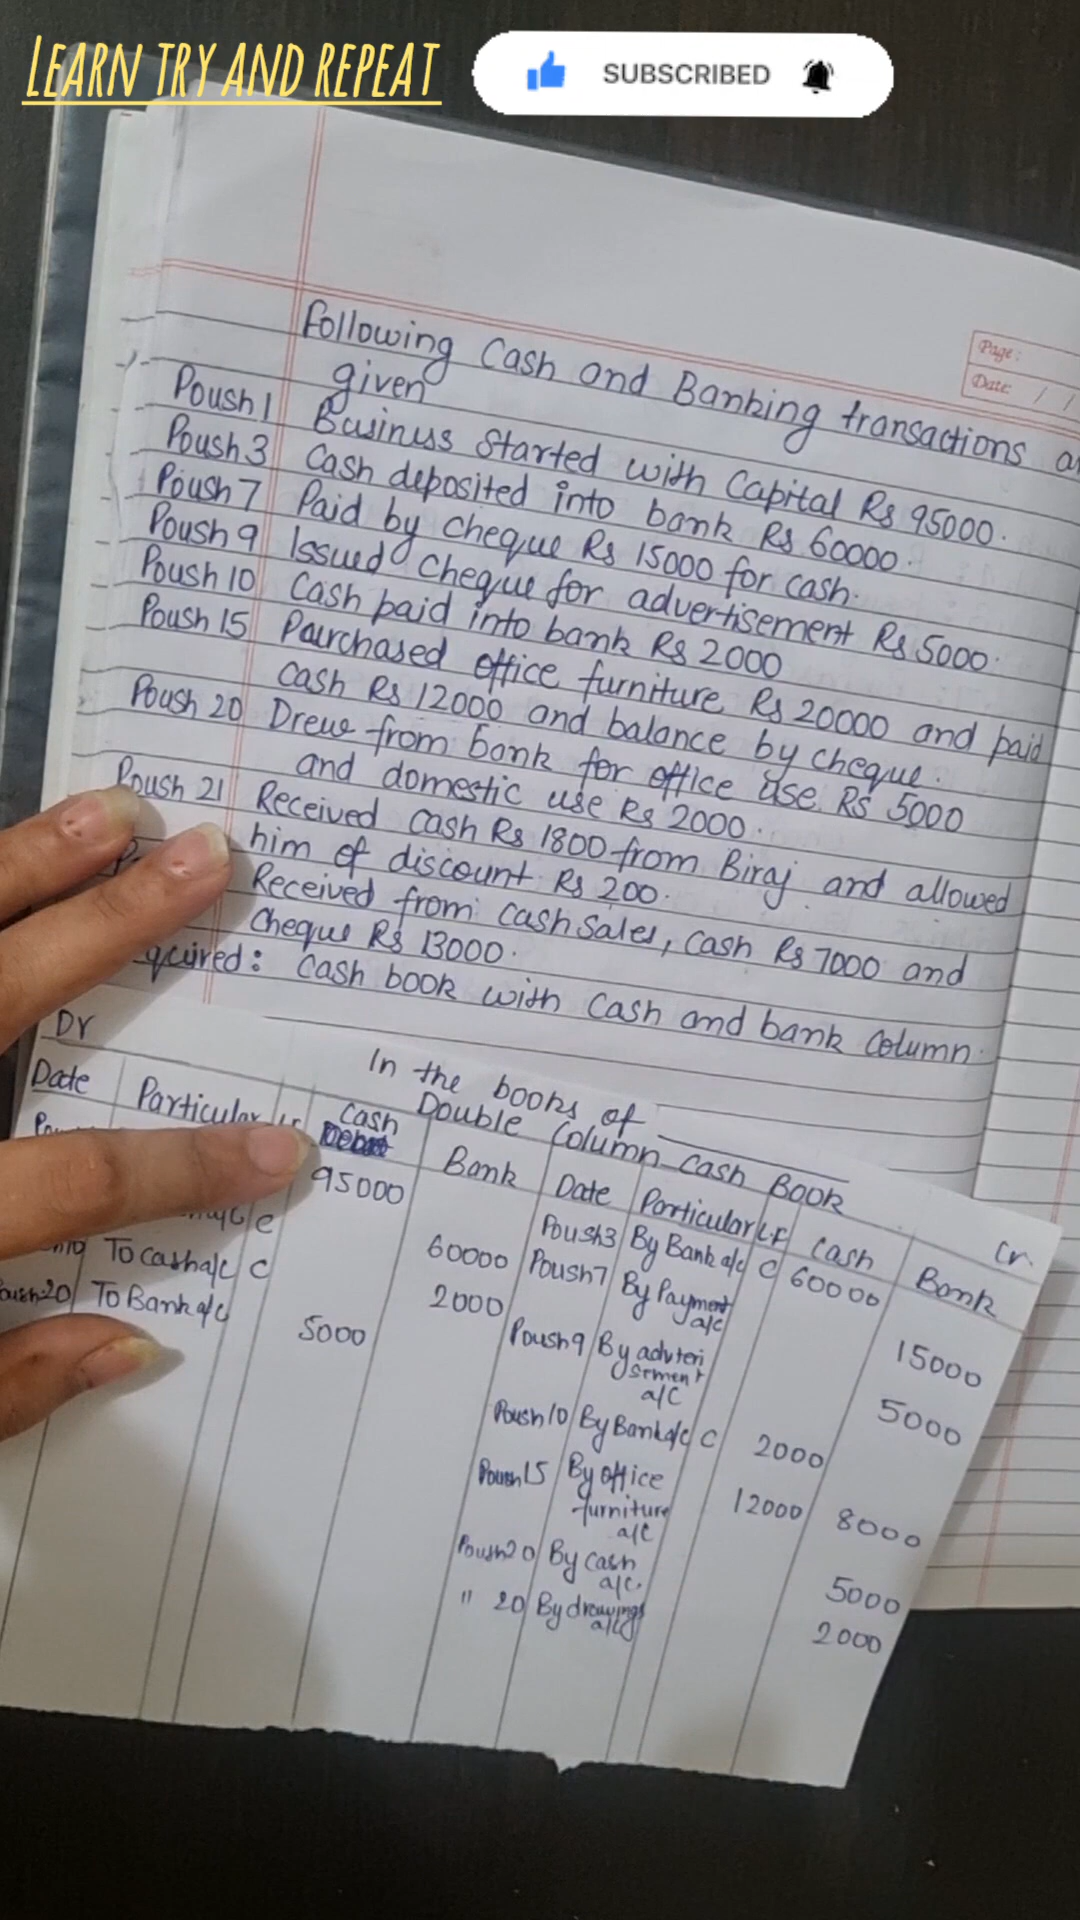 LEARN TRY AND REPEAT
SUBSCRIBED
Page:
Date: / /
Following Cash and Banking transactions
given
Poush 1 Businuss Started with Capital Rs 95000.
Poush 3 Cash deposited into bank Rs 60000.
Poush 7 Paid by cheque Rs 15000 for cash.
Poush 9 Issued cheque for advertisement Rs 5000.
Poush 10 Cash paid into bank Rs 2000
Poush 15 Purchased office furniture Rs 20000 and paid
cash Rs 12000 and balance by cheque.
Poush 20 Drew from bank for office use Rs 5000
and domestic use Rs 2000.
Poush 21 Received cash Rs 1800 from Biraj and allowed
him of discount Rs 200.
Received from cash sales, cash Rs 7000 and
Cheque Rs 13000.
quired: Cash book with Cash and bank column.
Dr
In the books of
Double Column Cash Book
Cr.
Date Particular LF Cash Bank Date Particular L.F Cash Bank
95000 Poush3 By Bank a/c C 60000
60000 Poush7 By Payment a/c 15000
To cash a/c C 2000 Poush9 By adverti
sement
a/c 5000
Poush20 To Bank a/c 5000 Poush10 By Bank a/c C 2000
Poush15 By office
furniture
a/c 12000 8000
Poush20 By cash
a/c. 5000
" 20 By drawings
a/c 2000